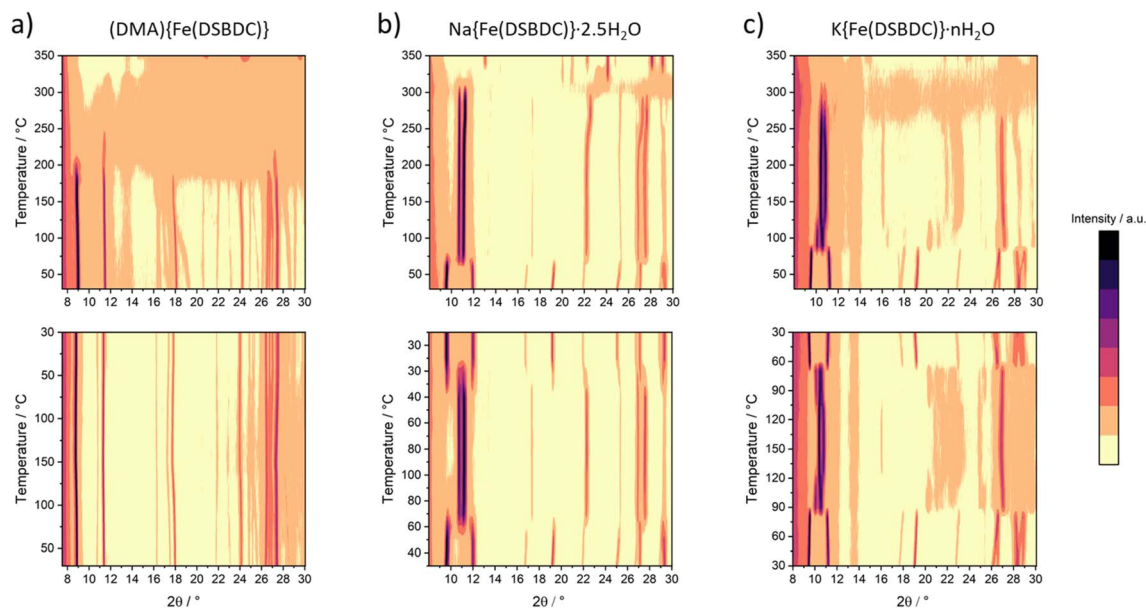 a) (DMA){Fe(DSBDC)}
b) Na{Fe(DSBDC)}·2.5H₂O
c) K{Fe(DSBDC)}·nH₂O
350
300
250
200
150
100
50
Temperature / °C
8 10 12 14 16 18 20 22 24 26 28 30
350
300
250
200
150
100
50
Temperature / °C
10 12 14 16 18 20 22 24 26 28 30
350
300
250
200
150
100
50
Temperature / °C
8 10 12 14 16 18 20 22 24 26 28 30
Intensity / a.u.
30
50
100
150
100
50
Temperature / °C
8 10 12 14 16 18 20 22 24 26 28 30
2θ / °
30
40
60
80
100
80
60
40
Temperature / °C
10 12 14 16 18 20 22 24 26 28 30
2θ / °
30
60
90
120
150
120
90
60
30
Temperature / °C
8 10 12 14 16 18 20 22 24 26 28 30
2θ / °